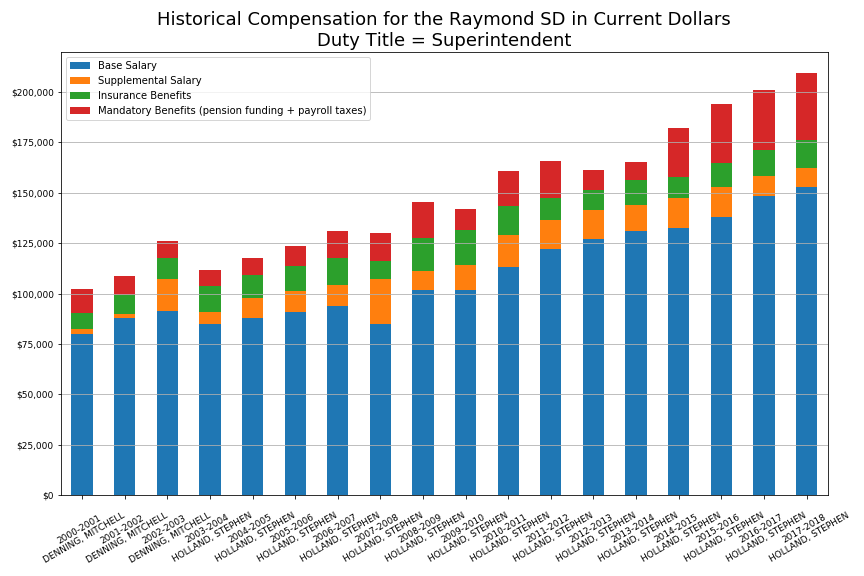 Historical Compensation for the Raymond SD in Current Dollars
Duty Title = Superintendent
Base Salary
Supplemental Salary
Insurance Benefits
Mandatory Benefits (pension funding + payroll taxes)
$200,000
$175,000
$150,000
$125,000
$100,000
$75,000
$50,000
$25,000
$0
2000-2001
DENNING, MITCHELL
2001-2002
DENNING, MITCHELL
2002-2003
DENNING, MITCHELL
2003-2004
HOLLAND, STEPHEN
2004-2005
HOLLAND, STEPHEN
2005-2006
HOLLAND, STEPHEN
2006-2007
HOLLAND, STEPHEN
2007-2008
HOLLAND, STEPHEN
2008-2009
HOLLAND, STEPHEN
2009-2010
HOLLAND, STEPHEN
2010-2011
HOLLAND, STEPHEN
2011-2012
HOLLAND, STEPHEN
2012-2013
HOLLAND, STEPHEN
2013-2014
HOLLAND, STEPHEN
2014-2015
HOLLAND, STEPHEN
2015-2016
HOLLAND, STEPHEN
2016-2017
HOLLAND, STEPHEN
2017-2018
HOLLAND, STEPHEN